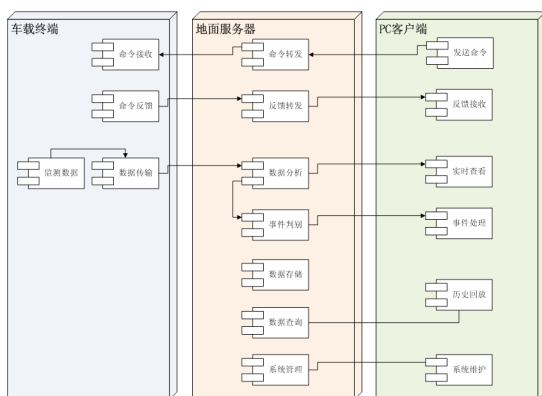 车载终端
地面服务器
PC客户端
命令接收
命令转发
发送命令
命令反馈
反馈转发
反馈接收
监测数据
数据传输
数据分析
实时查看
事件判别
事件处理
数据存储
历史回放
数据查询
系统管理
系统维护